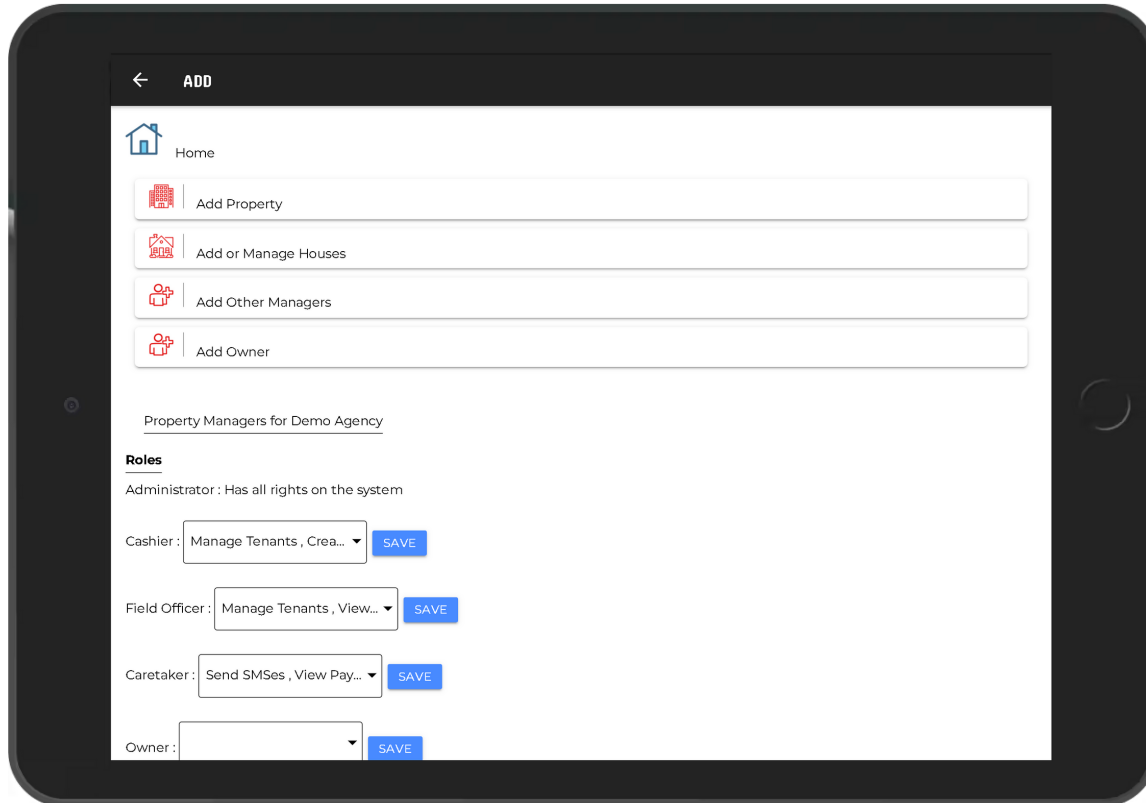 ADD
Home
Add Property
Add or Manage Houses
Add Other Managers
Add Owner
Property Managers for Demo Agency
Roles
Administrator : Has all rights on the system
Cashier : Manage Tenants , Crea... SAVE
Field Officer : Manage Tenants , View... SAVE
Caretaker : Send SMSes , View Pay... SAVE
Owner : SAVE